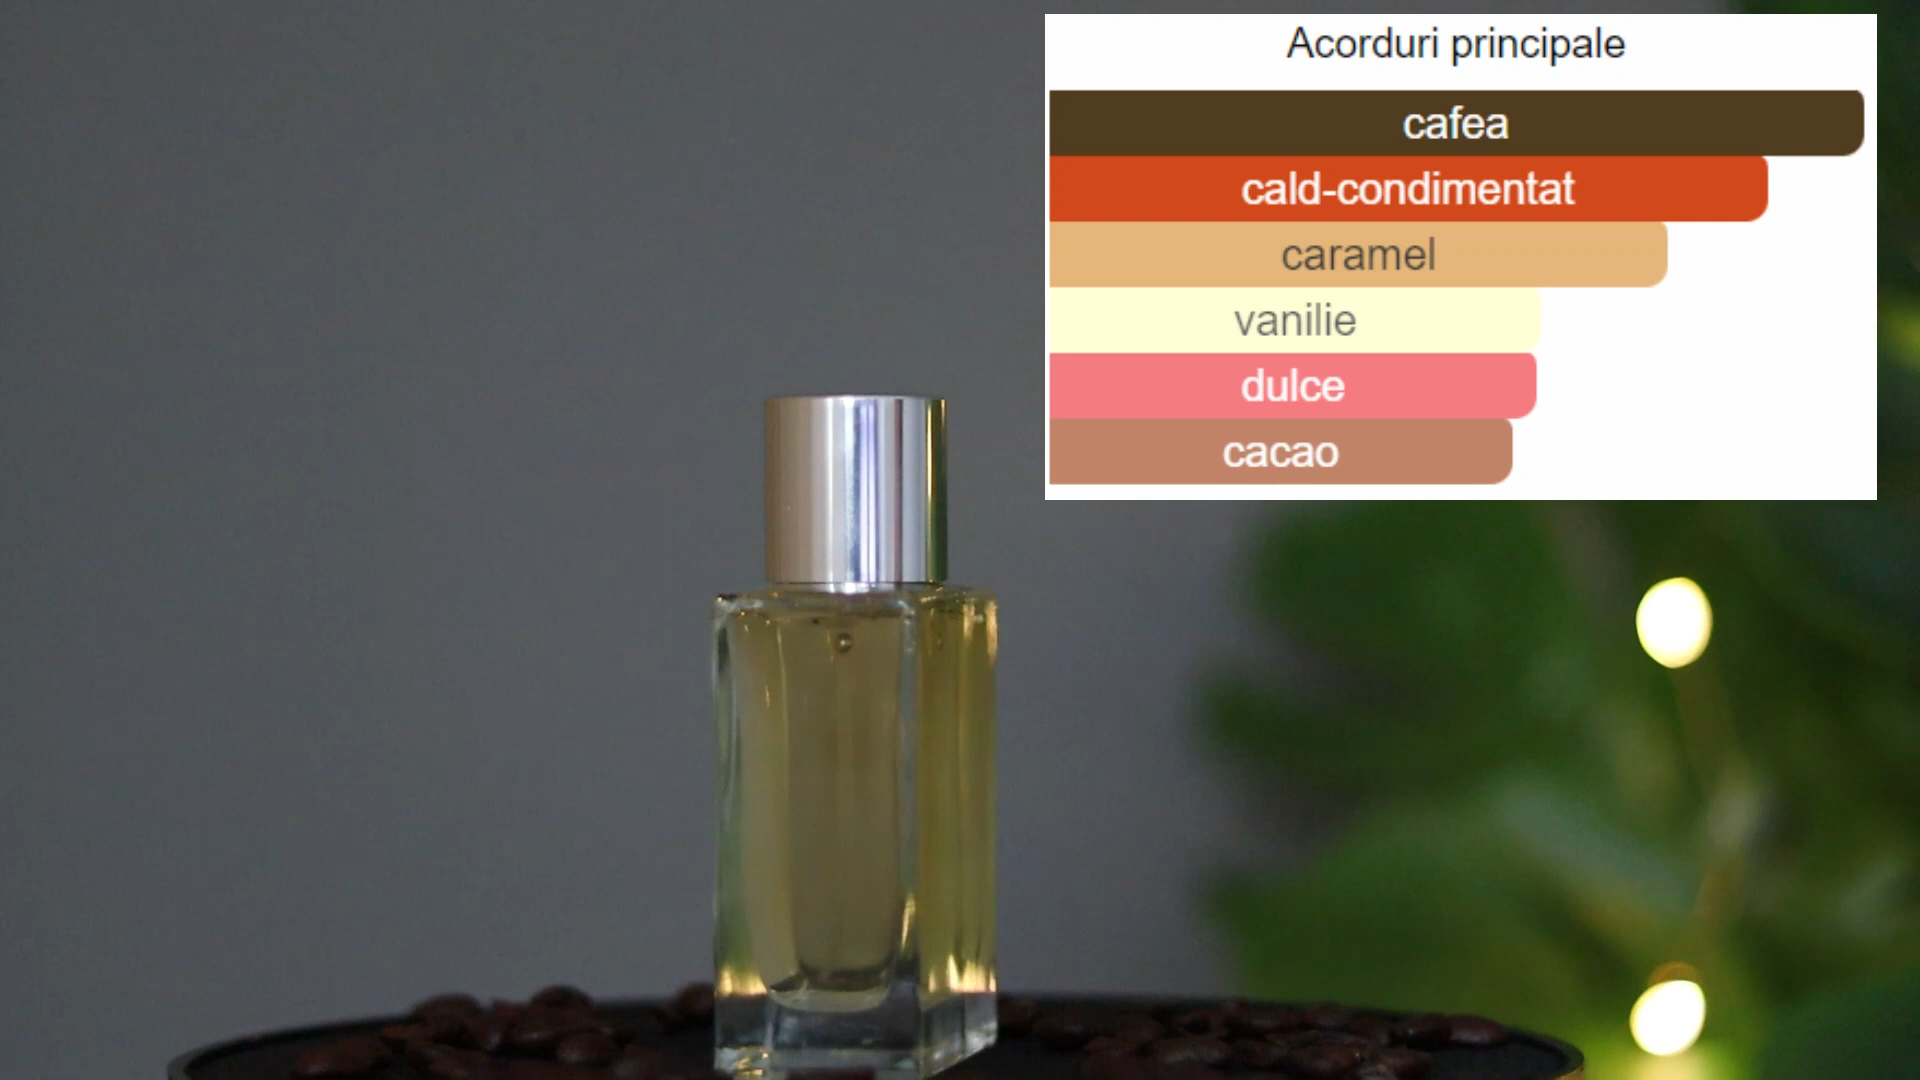 Acorduri principale
cafea
cald-condimentat
caramel
vanilie
dulce
cacao